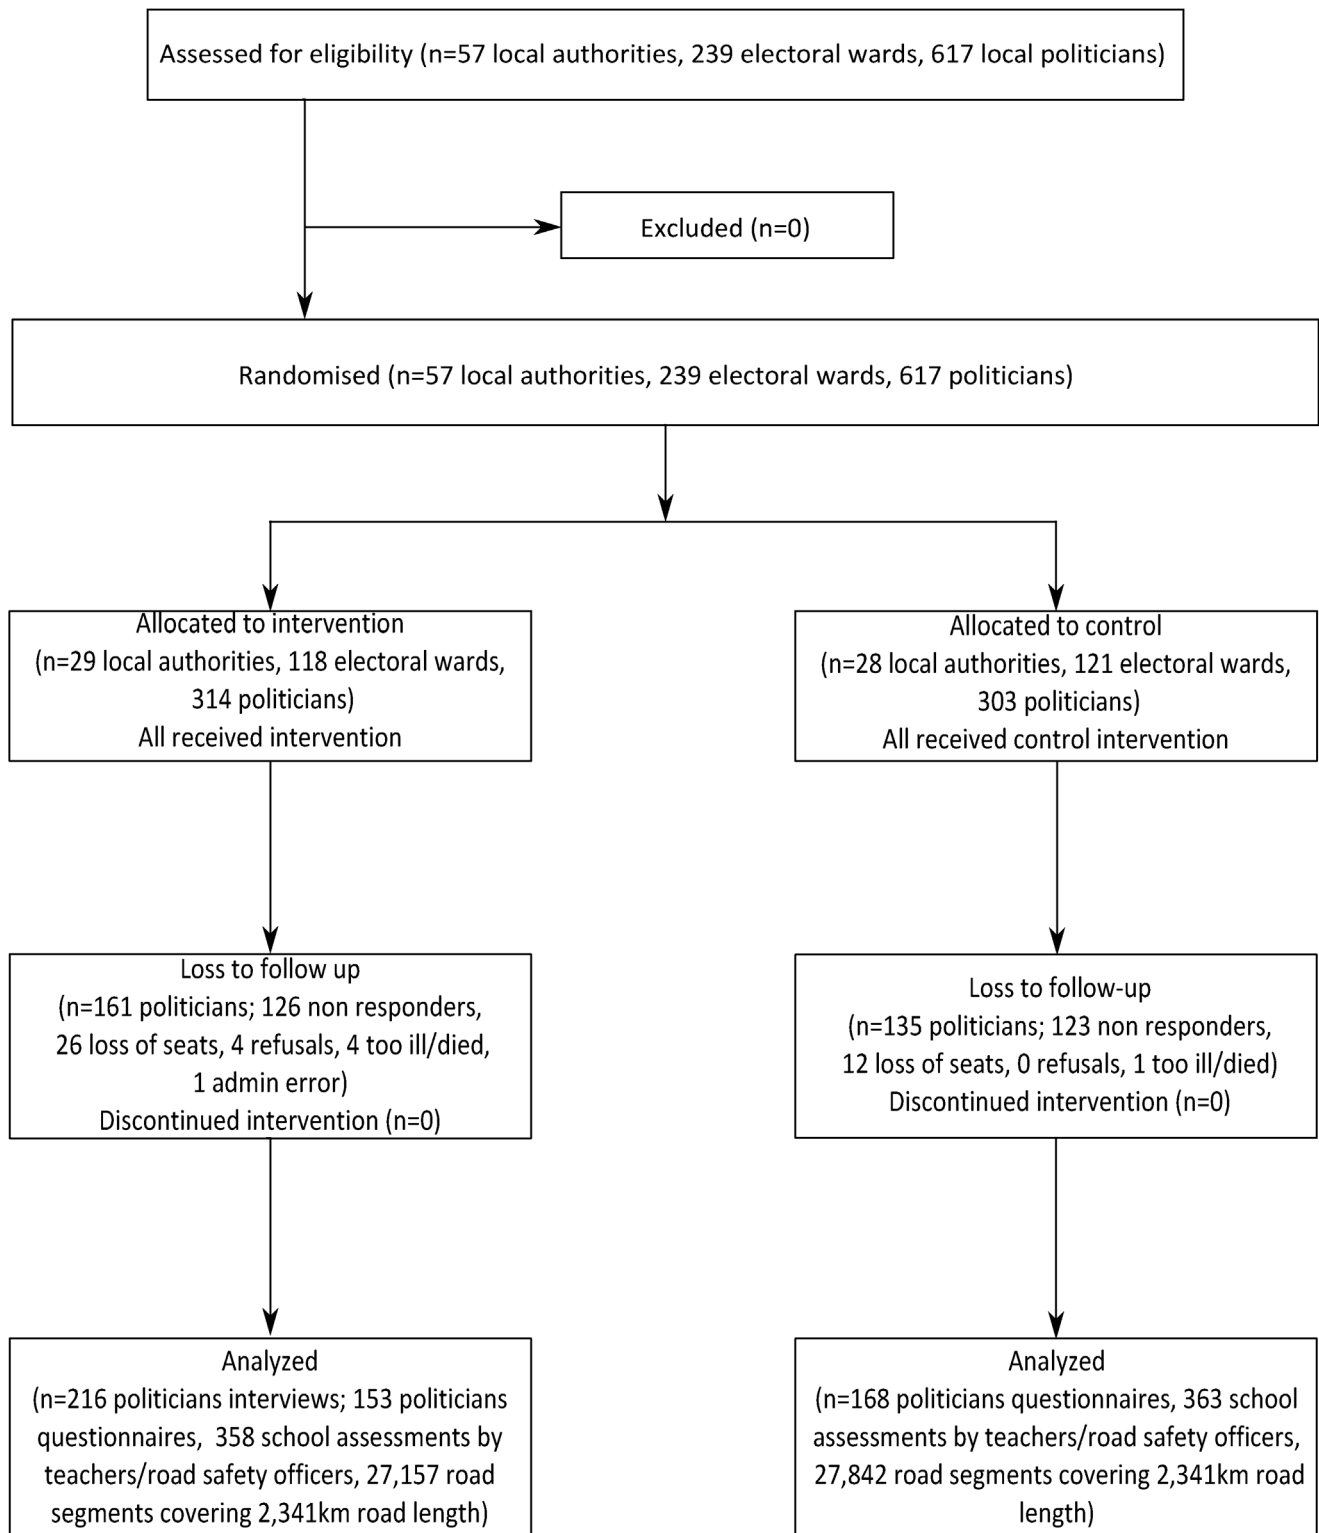 Assessed for eligibility (n=57 local authorities, 239 electoral wards, 617 local politicians)
Excluded (n=0)
Randomised (n=57 local authorities, 239 electoral wards, 617 politicians)
Allocated to intervention
(n=29 local authorities, 118 electoral wards,
314 politicians)
All received intervention
Allocated to control
(n=28 local authorities, 121 electoral wards,
303 politicians)
All received control intervention
Loss to follow up
(n=161 politicians; 126 non responders,
26 loss of seats, 4 refusals, 4 too ill/died,
1 admin error)
Discontinued intervention (n=0)
Loss to follow-up
(n=135 politicians; 123 non responders,
12 loss of seats, 0 refusals, 1 too ill/died)
Discontinued intervention (n=0)
Analyzed
(n=216 politicians interviews; 153 politicians
questionnaires, 358 school assessments by
teachers/road safety officers, 27,157 road
segments covering 2,341km road length)
Analyzed
(n=168 politicians questionnaires, 363 school
assessments by teachers/road safety officers,
27,842 road segments covering 2,341km road
length)